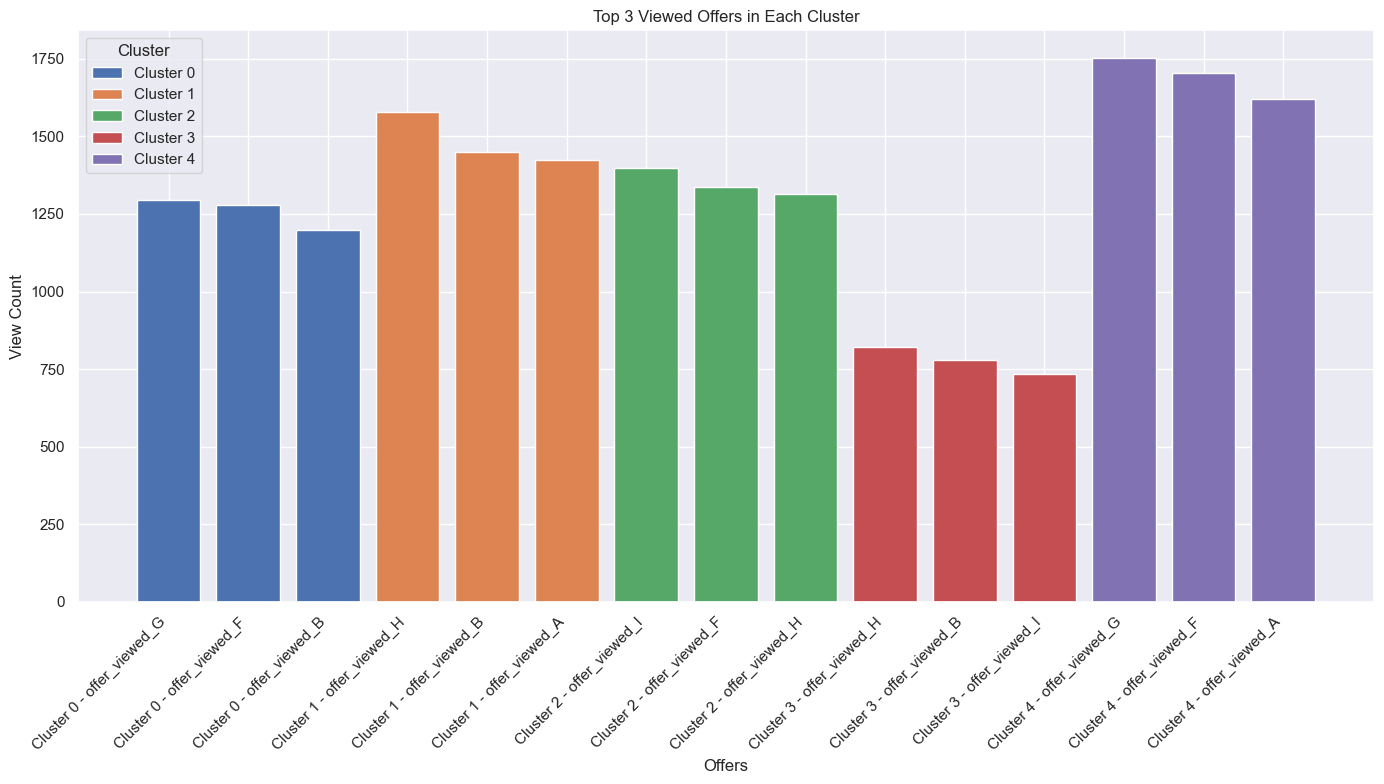 Top 3 Viewed Offers in Each Cluster
Cluster
Cluster 0
Cluster 1
Cluster 2
Cluster 3
Cluster 4
View Count
1750
1500
1250
1000
750
500
250
0
Cluster 0 - offer_viewed_G
Cluster 0 - offer_viewed_F
Cluster 0 - offer_viewed_B
Cluster 1 - offer_viewed_H
Cluster 1 - offer_viewed_B
Cluster 1 - offer_viewed_A
Cluster 2 - offer_viewed_I
Cluster 2 - offer_viewed_F
Cluster 2 - offer_viewed_H
Cluster 3 - offer_viewed_H
Cluster 3 - offer_viewed_B
Cluster 3 - offer_viewed_I
Cluster 4 - offer_viewed_G
Cluster 4 - offer_viewed_F
Cluster 4 - offer_viewed_A
Offers